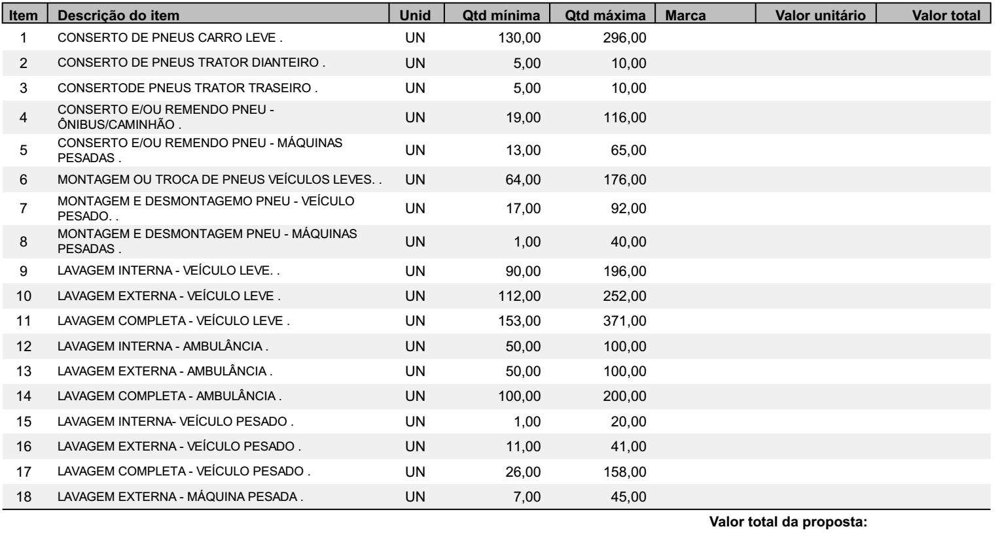 Item Descrição do item Unid Qtd mínima Qtd máxima Marca Valor unitário Valor total
1 CONSERTO DE PNEUS CARRO LEVE . UN 130,00 296,00
2 CONSERTO DE PNEUS TRATOR DIANTEIRO . UN 5,00 10,00
3 CONSERTODE PNEUS TRATOR TRASEIRO . UN 5,00 10,00
4 CONSERTO E/OU REMENDO PNEU -
ÔNIBUS/CAMINHÃO . UN 19,00 116,00
5 CONSERTO E/OU REMENDO PNEU - MÁQUINAS
PESADAS . UN 13,00 65,00
6 MONTAGEM OU TROCA DE PNEUS VEÍCULOS LEVES. . UN 64,00 176,00
7 MONTAGEM E DESMONTAGEMO PNEU - VEÍCULO
PESADO. . UN 17,00 92,00
8 MONTAGEM E DESMONTAGEM PNEU - MÁQUINAS
PESADAS . UN 1,00 40,00
9 LAVAGEM INTERNA - VEÍCULO LEVE. . UN 90,00 196,00
10 LAVAGEM EXTERNA - VEÍCULO LEVE . UN 112,00 252,00
11 LAVAGEM COMPLETA - VEÍCULO LEVE . UN 153,00 371,00
12 LAVAGEM INTERNA - AMBULÂNCIA . UN 50,00 100,00
13 LAVAGEM EXTERNA - AMBULÂNCIA . UN 50,00 100,00
14 LAVAGEM COMPLETA - AMBULÂNCIA . UN 100,00 200,00
15 LAVAGEM INTERNA- VEÍCULO PESADO . UN 1,00 20,00
16 LAVAGEM EXTERNA - VEÍCULO PESADO . UN 11,00 41,00
17 LAVAGEM COMPLETA - VEÍCULO PESADO . UN 26,00 158,00
18 LAVAGEM EXTERNA - MÁQUINA PESADA . UN 7,00 45,00
Valor total da proposta: